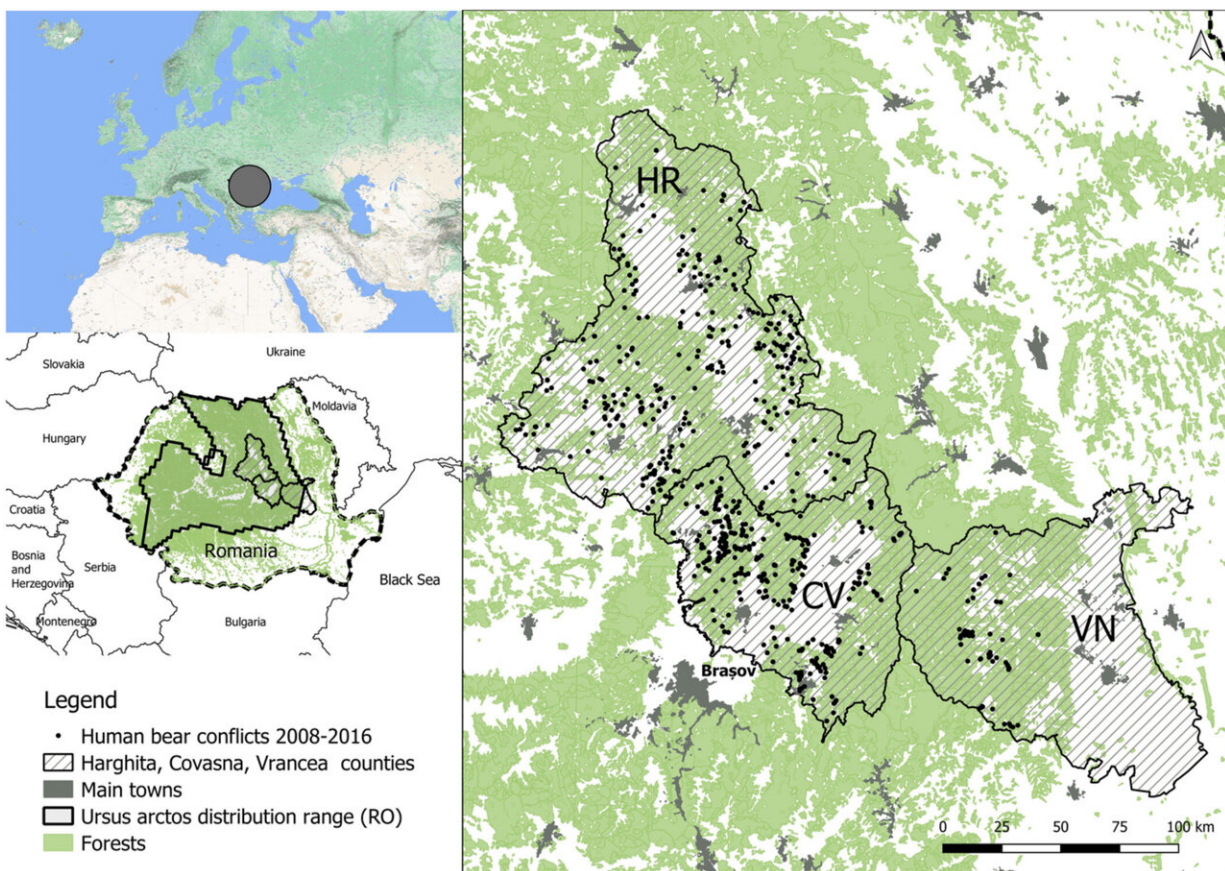 Slovakia
Ukraine
Moldavia
Hungary
Croatia
Bosnia
and
Herzegovina
Serbia
Romania
Black Sea
Montenegro
Bulgaria
Legend
Human bear conflicts 2008-2016
Harghita, Covasna, Vrancea counties
Main towns
Ursus arctos distribution range (RO)
Forests
HR
CV
VN
Brașov
0 25 50 75 100 km